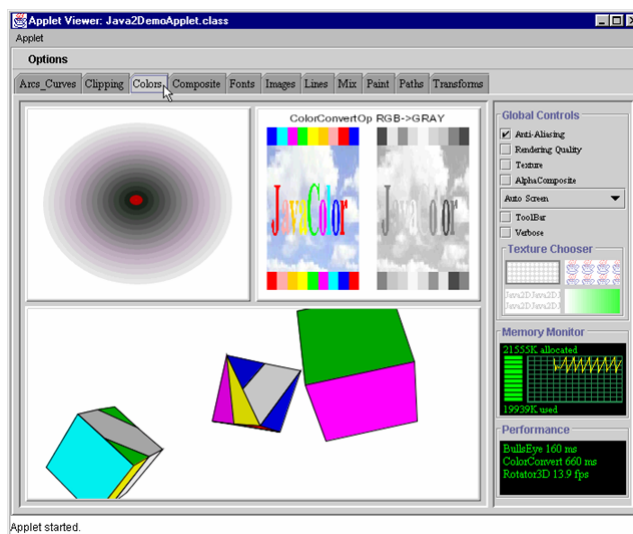 Applet Viewer: Java2DemoApplet.class
Applet
Options
Arcs_Curves Clipping Colors Composite Fonts Images Lines Mix Paint Paths Transforms
ColorConvertOp RGB->GRAY
JavaColor JavaColor
Global Controls
Anti-Aliasing
Rendering Quality
Texture
AlphaComposite
Auto Screen
ToolBar
Verbose
Texture Chooser
Java2DJava2D
Java2DJava2D
Memory Monitor
21555K allocated
19939K used
Performance
BullsEye 160 ms
ColorConvert 660 ms
Rotator3D 13.9 fps
Applet started.